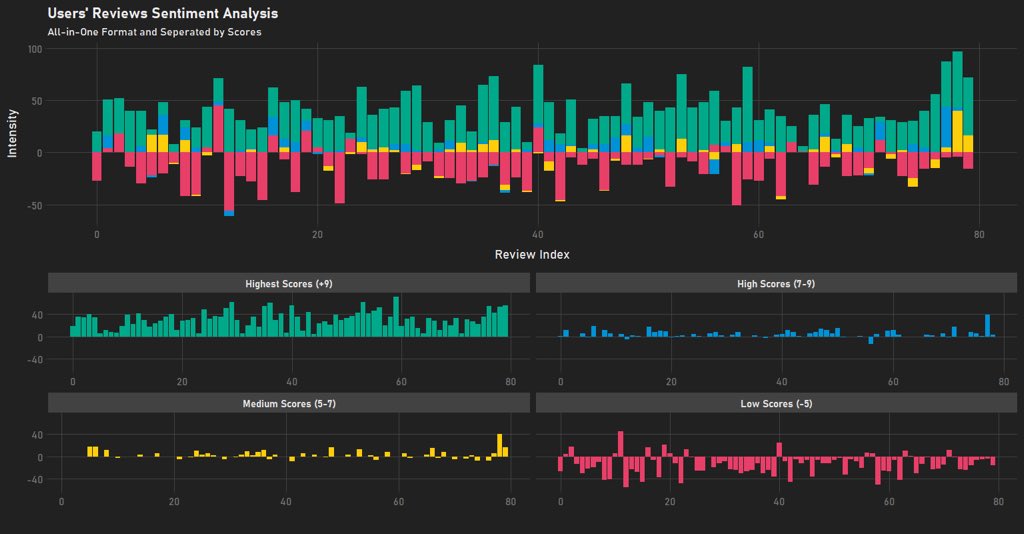 Users' Reviews Sentiment Analysis
All-in-One Format and Seperated by Scores
100
50
0
-50
Intensity
0 20 40 60 80
Review Index
Highest Scores (+9) High Scores (7-9)
40
0
-40
0 20 40 60 80 0 20 40 60 80
Medium Scores (5-7) Low Scores (-5)
40
0
-40
0 20 40 60 80 0 20 40 60 80